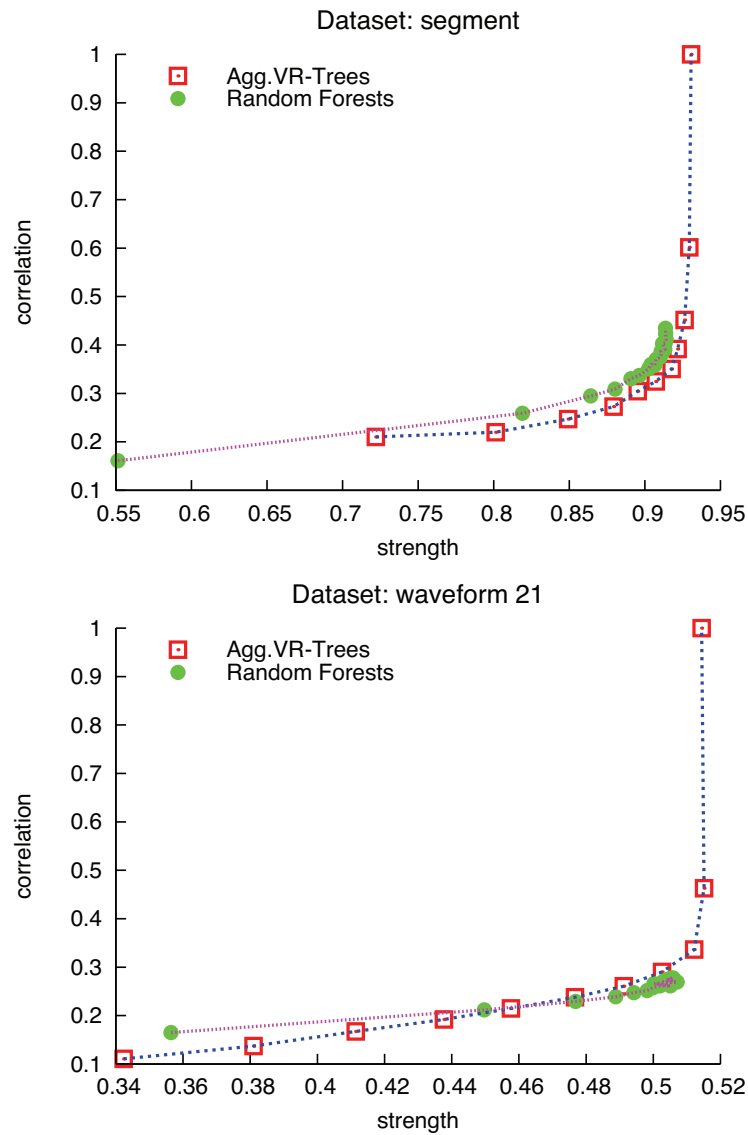 Dataset: segment
1
0.9
0.8
0.7
0.6
0.5
0.4
0.3
0.2
0.1
correlation
Agg.VR-Trees
Random Forests
0.55 0.6 0.65 0.7 0.75 0.8 0.85 0.9 0.95
strength
Dataset: waveform 21
1
0.9
0.8
0.7
0.6
0.5
0.4
0.3
0.2
0.1
correlation
Agg.VR-Trees
Random Forests
0.34 0.36 0.38 0.4 0.42 0.44 0.46 0.48 0.5 0.52
strength